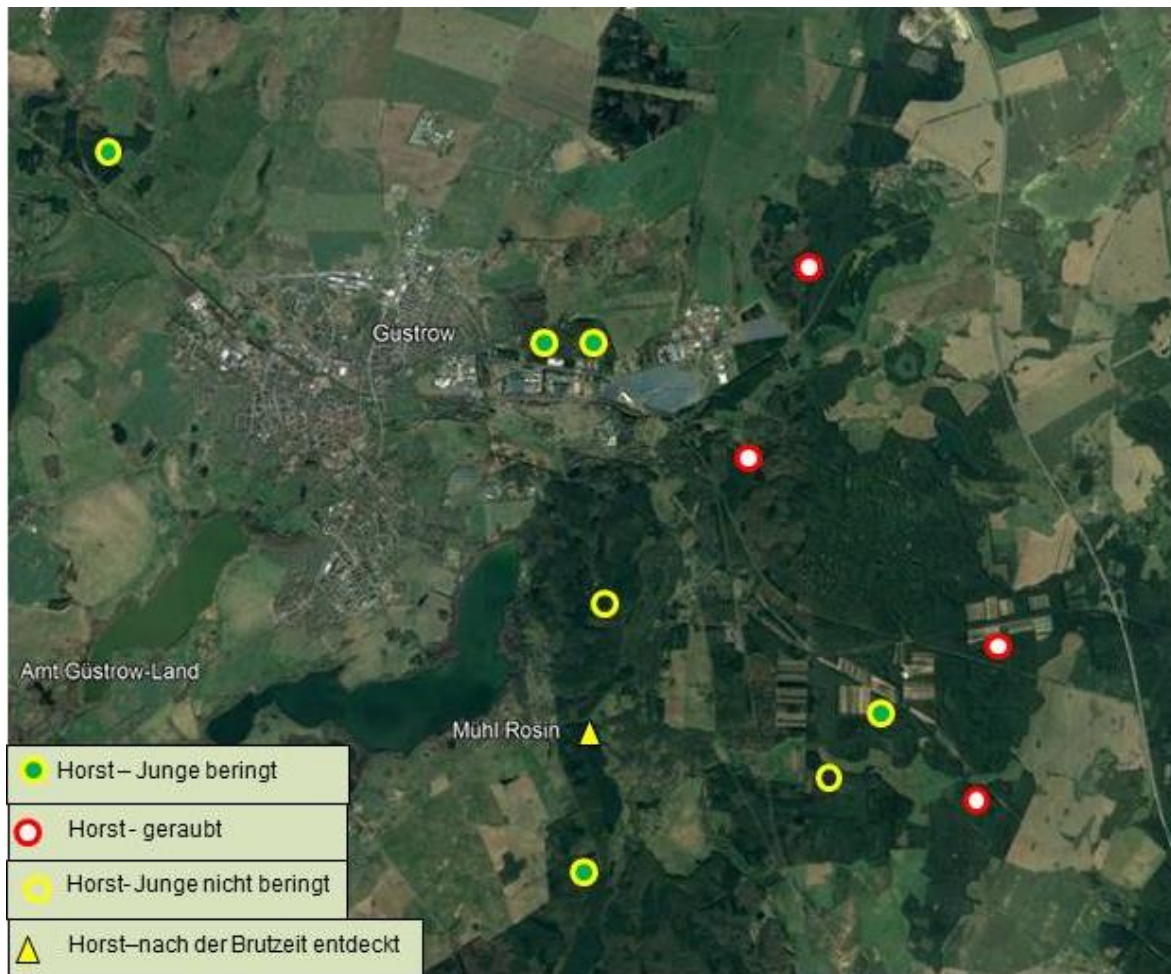 Güstrow
Amt Güstrow-Land
Mühl Rosin
Horst – Junge beringt
Horst - geraubt
Horst- Junge nicht beringt
Horst–nach der Brutzeit entdeckt